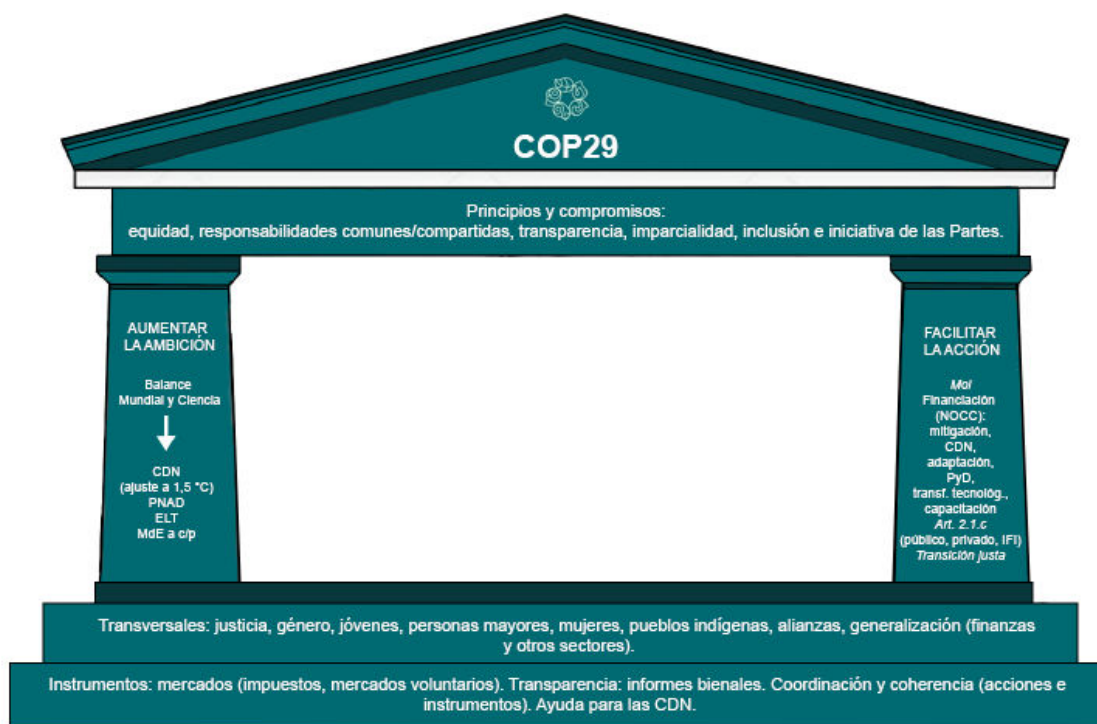 COP29
Principios y compromisos:
equidad, responsabilidades comunes/compartidas, transparencia, imparcialidad, inclusión e iniciativa de las Partes.
AUMENTAR
LA AMBICIÓN
Balance
Mundial y Ciencia
CDN
(ajuste a 1,5 °C)
PNAD
ELT
MdE a c/p
FACILITAR
LA ACCIÓN
MoI
Financiación
(NOCC):
mitigación,
CDN,
adaptación,
PyD,
transf. tecnológ.,
capacitación
Art. 2.1.c
(público, privado, IFI)
Transición justa
Transversales: justicia, género, jóvenes, personas mayores, mujeres, pueblos indígenas, alianzas, generalización (finanzas
y otros sectores).
Instrumentos: mercados (impuestos, mercados voluntarios). Transparencia: informes bienales. Coordinación y coherencia (acciones e
instrumentos). Ayuda para las CDN.